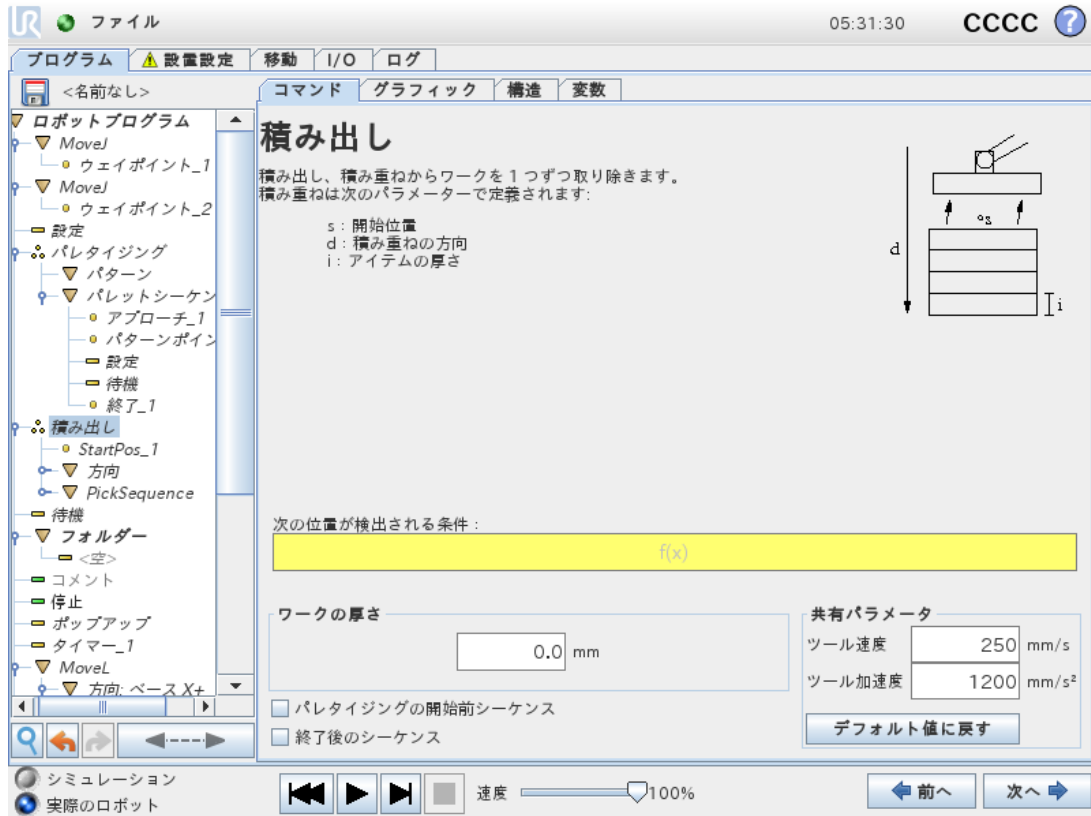 UR ファイル 05:31:30 CCCC ?
プログラム 設置設定 移動 I/O ログ
<名前なし>
コマンド グラフィック 構造 変数
ロボットプログラム
MoveJ
ウェイポイント_1
MoveJ
ウェイポイント_2
設定
パレタイジング
パターン
パレットシーケン
アプローチ_1
パターンポイン
設定
待機
終了_1
積み出し
StartPos_1
方向
PickSequence
待機
フォルダー
<空>
コメント
停止
ポップアップ
タイマー_1
MoveL
方向: ベース X+
積み出し
積み出し、積み重ねからワークを１つずつ取り除きます。
積み重ねは次のパラメーターで定義されます:
s : 開始位置
d : 積み重ねの方向
i : アイテムの厚さ
s
d
i
次の位置が検出される条件 :
f(x)
ワークの厚さ
0.0 mm
共有パラメータ
ツール速度 250 mm/s
ツール加速度 1200 mm/s²
デフォルト値に戻す
パレタイジングの開始前シーケンス
終了後のシーケンス
シミュレーション
実際のロボット
速度 100%
前へ 次へ